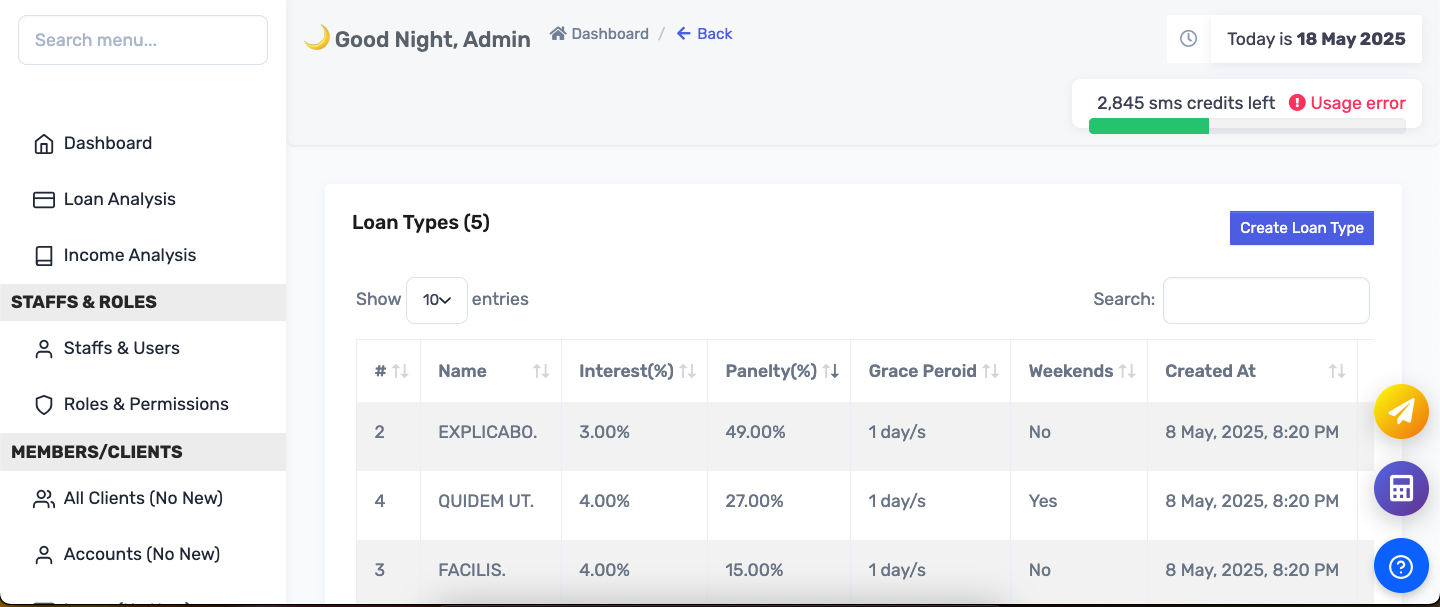 Search menu...
Dashboard
Loan Analysis
Income Analysis
STAFFS & ROLES
Staffs & Users
Roles & Permissions
MEMBERS/CLIENTS
All Clients (No New)
Accounts (No New)
Good Night, Admin
Dashboard / Back
Today is 18 May 2025
2,845 sms credits left Usage error
Loan Types (5)
Create Loan Type
Show 10 entries
Search:
# Name Interest(%) Panelty(%) Grace Peroid Weekends Created At
2 EXPLICABO. 3.00% 49.00% 1 day/s No 8 May, 2025, 8:20 PM
4 QUIDEM UT. 4.00% 27.00% 1 day/s Yes 8 May, 2025, 8:20 PM
3 FACILIS. 4.00% 15.00% 1 day/s No 8 May, 2025, 8:20 PM